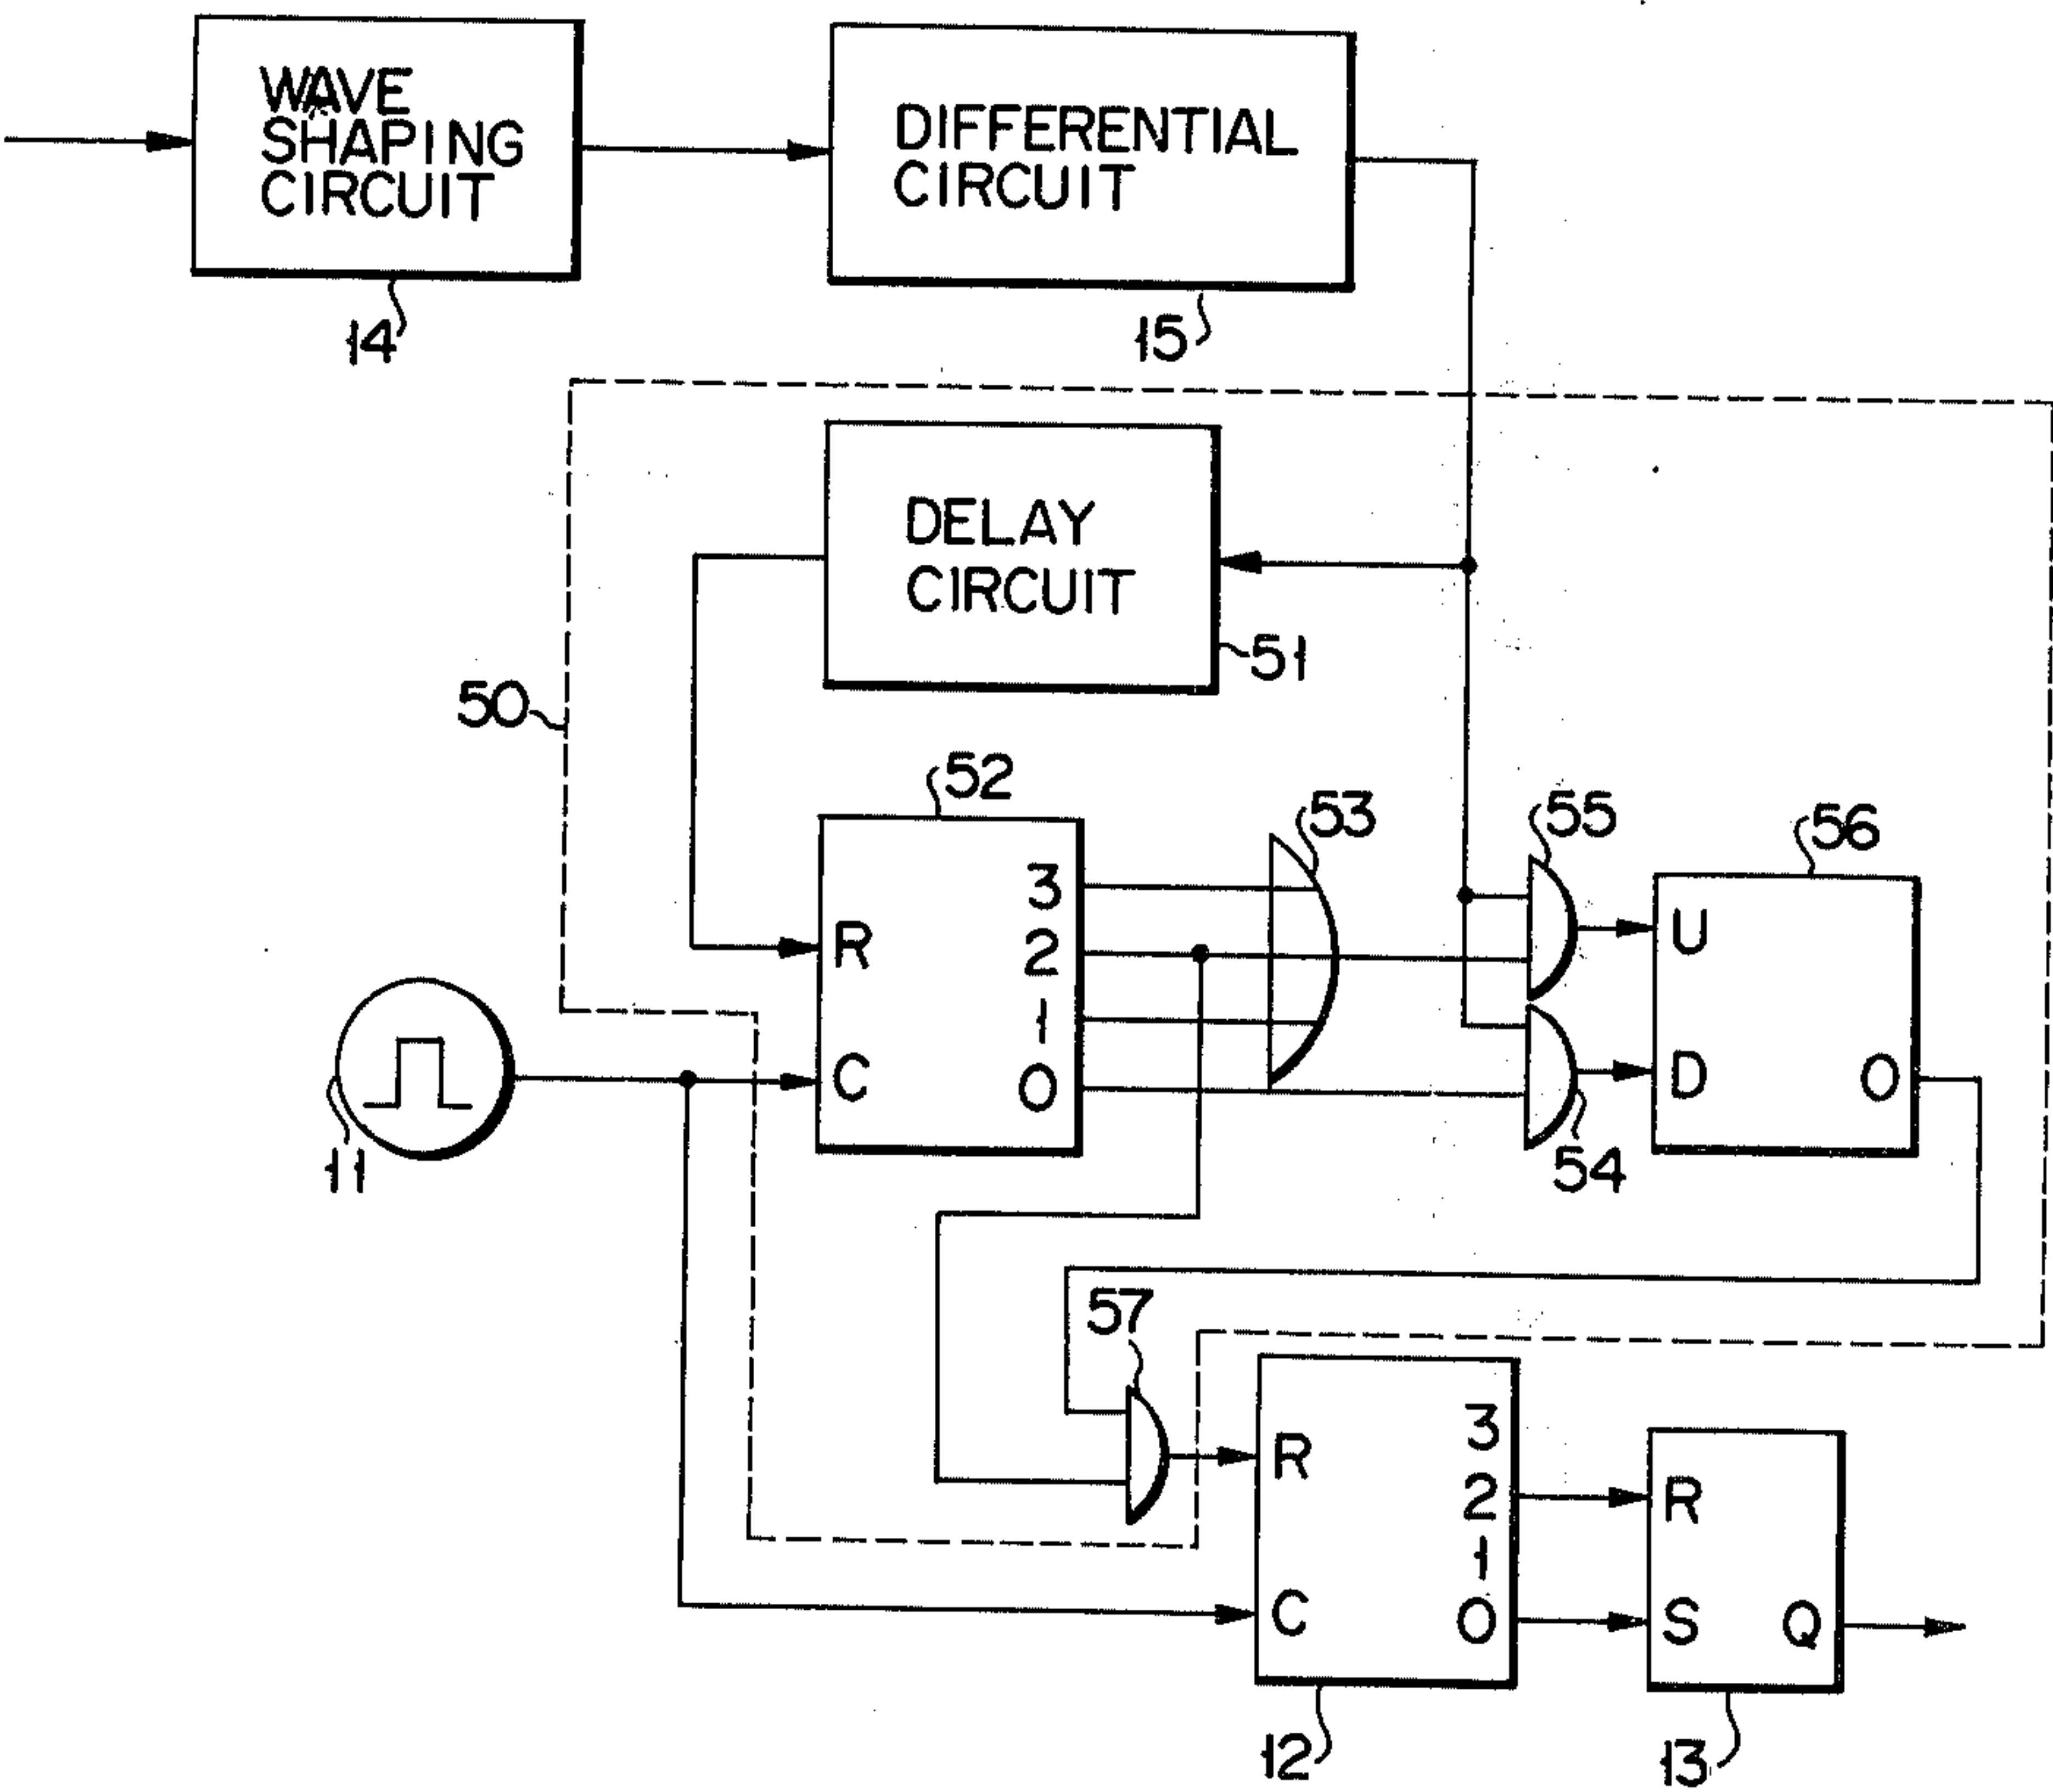 WAVE
SHAPING
CIRCUIT
14
DIFFERENTIAL
CIRCUIT
15
DELAY
CIRCUIT
51
50
52
R
C
3
2
1
0
53
55
54
56
U
D
O
11
57
R
C
3
2
1
0
12
R
S
Q
13